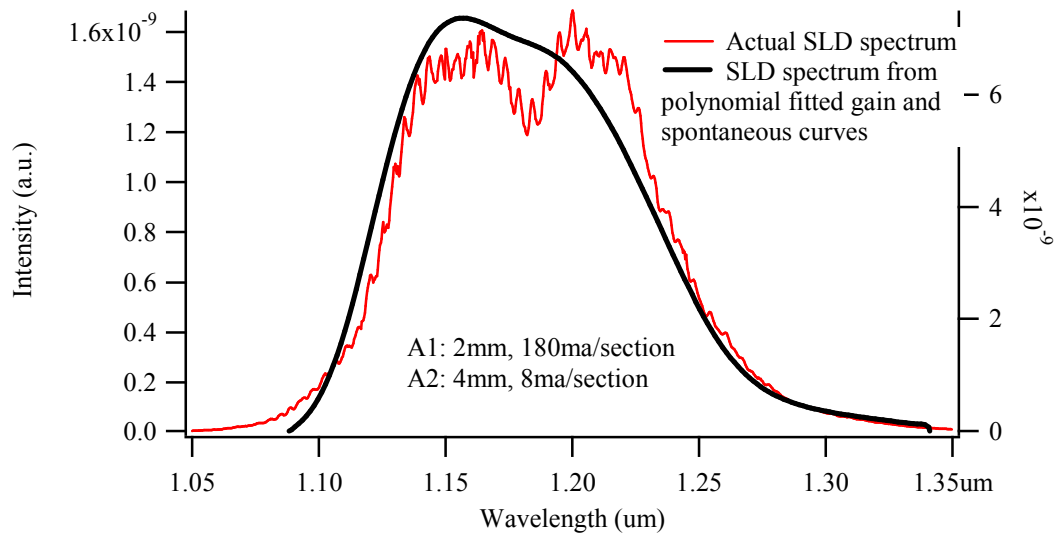 1.6x10-9
1.4
1.2
1.0
0.8
0.6
0.4
0.2
0.0
Intensity (a.u.)
Actual SLD spectrum
SLD spectrum from
polynomial fitted gain and
spontaneous curves
A1: 2mm, 180ma/section
A2: 4mm, 8ma/section
6
4
2
0
x10-9
1.05 1.10 1.15 1.20 1.25 1.30 1.35um
Wavelength (um)